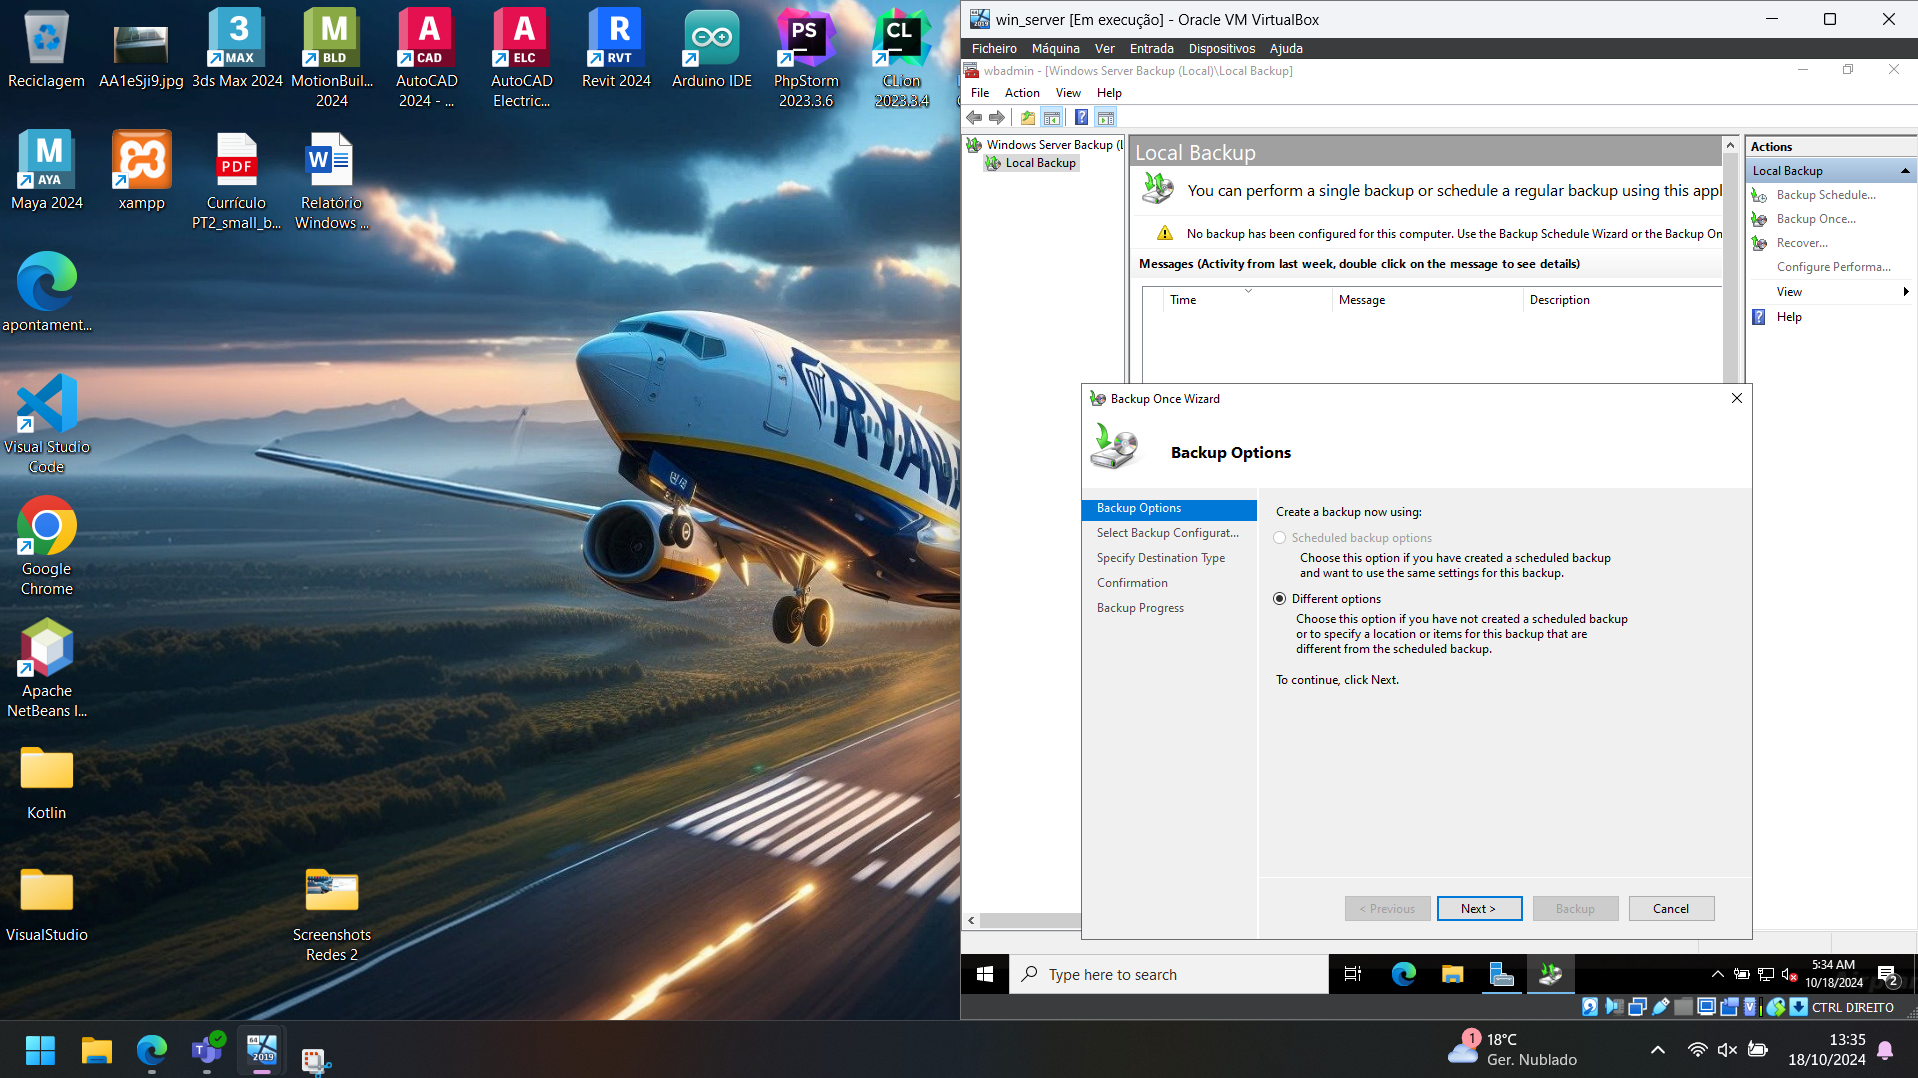 Reciclagem
AA1eSji9.jpg
3
MAX
3ds Max 2024
M
BLD
MotionBuil...
2024
A
CAD
AutoCAD
2024 - ...
A
ELC
AutoCAD
Electric...
R
RVT
Revit 2024
Arduino IDE
PS
PhpStorm
2023.3.6
CL
CLion
2023.3.4
M
AYA
Maya 2024
xampp
PDF
Currículo
PT2_small_b...
W
Relatório
Windows ...
apontament...
Visual Studio
Code
Google
Chrome
Apache
NetBeans I...
Kotlin
VisualStudio
Screenshots
Redes 2
RYAN
win_server [Em execução] - Oracle VM VirtualBox
Ficheiro Máquina Ver Entrada Dispositivos Ajuda
wbadmin - [Windows Server Backup (Local)\Local Backup]
File Action View Help
Windows Server Backup (L
Local Backup
Local Backup
You can perform a single backup or schedule a regular backup using this appl
No backup has been configured for this computer. Use the Backup Schedule Wizard or the Backup On
Messages (Activity from last week, double click on the message to see details)
Time Message Description
Actions
Local Backup
Backup Schedule...
Backup Once...
Recover...
Configure Performa...
View
Help
Backup Once Wizard
Backup Options
Backup Options
Select Backup Configurat...
Specify Destination Type
Confirmation
Backup Progress
Create a backup now using:
Scheduled backup options
Choose this option if you have created a scheduled backup
and want to use the same settings for this backup.
Different options
Choose this option if you have not created a scheduled backup
or to specify a location or items for this backup that are
different from the scheduled backup.
To continue, click Next.
< Previous Next > Backup Cancel
Type here to search
5:34 AM
10/18/2024
2
CTRL DIREITO
64
2019
1
18°C
Ger. Nublado
13:35
18/10/2024